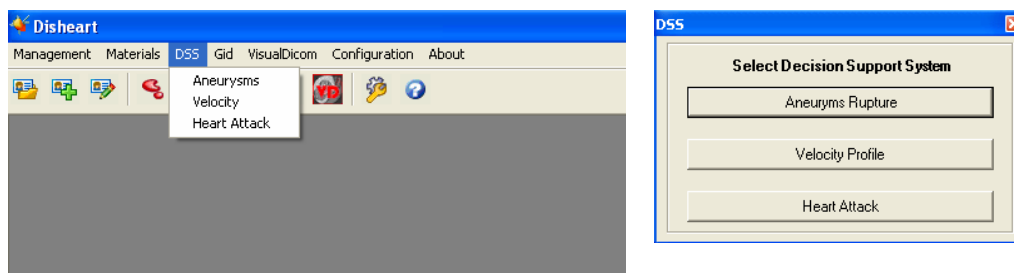 Disheart
Management Materials DSS Gid VisualDicom Configuration About
Aneurysms
Velocity
Heart Attack
VD
DSS
Select Decision Support System
Aneuryms Rupture
Velocity Profile
Heart Attack